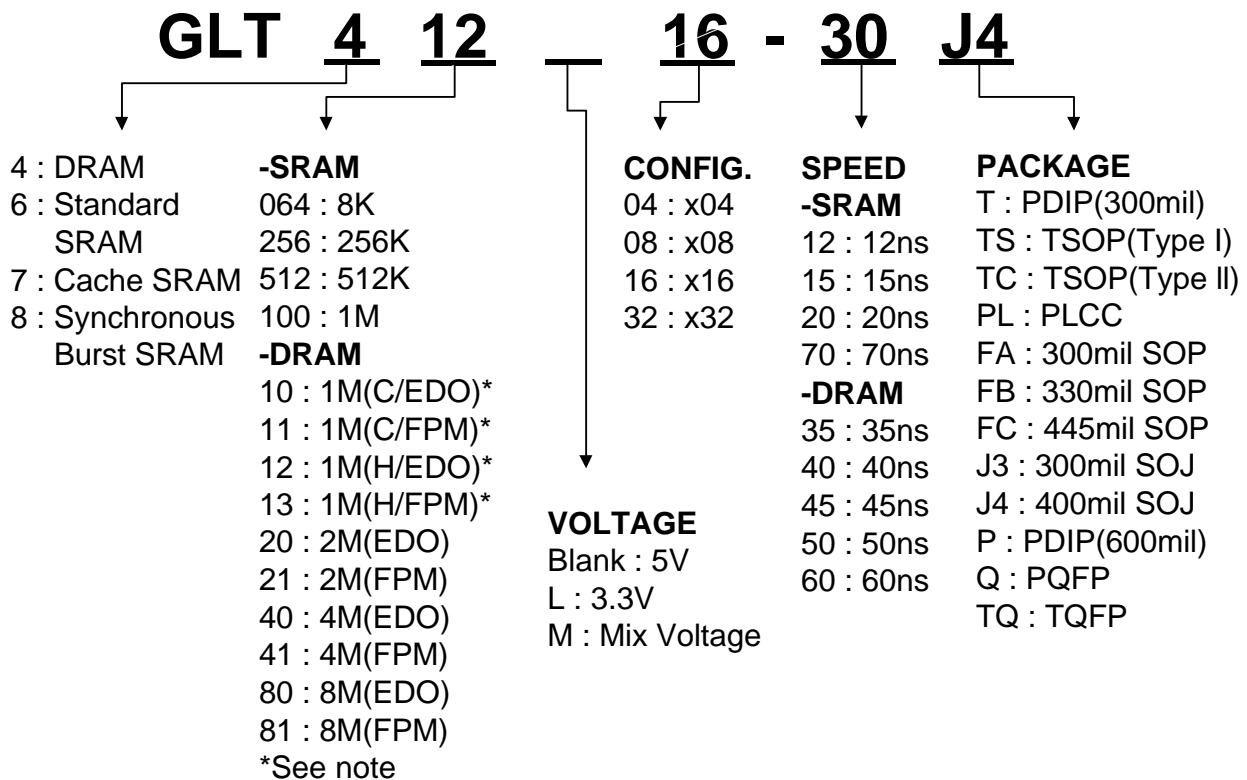 GLT 4 12 _ 16 - 30 J4
4 : DRAM
6 : Standard
SRAM
7 : Cache SRAM
8 : Synchronous
Burst SRAM
-SRAM
064 : 8K
256 : 256K
512 : 512K
100 : 1M
-DRAM
10 : 1M(C/EDO)*
11 : 1M(C/FPM)*
12 : 1M(H/EDO)*
13 : 1M(H/FPM)*
20 : 2M(EDO)
21 : 2M(FPM)
40 : 4M(EDO)
41 : 4M(FPM)
80 : 8M(EDO)
81 : 8M(FPM)
*See note
VOLTAGE
Blank : 5V
L : 3.3V
M : Mix Voltage
CONFIG.
04 : x04
08 : x08
16 : x16
32 : x32
SPEED
-SRAM
12 : 12ns
15 : 15ns
20 : 20ns
70 : 70ns
-DRAM
35 : 35ns
40 : 40ns
45 : 45ns
50 : 50ns
60 : 60ns
PACKAGE
T : PDIP(300mil)
TS : TSOP(Type I)
TC : TSOP(Type ll)
PL : PLCC
FA : 300mil SOP
FB : 330mil SOP
FC : 445mil SOP
J3 : 300mil SOJ
J4 : 400mil SOJ
P : PDIP(600mil)
Q : PQFP
TQ : TQFP